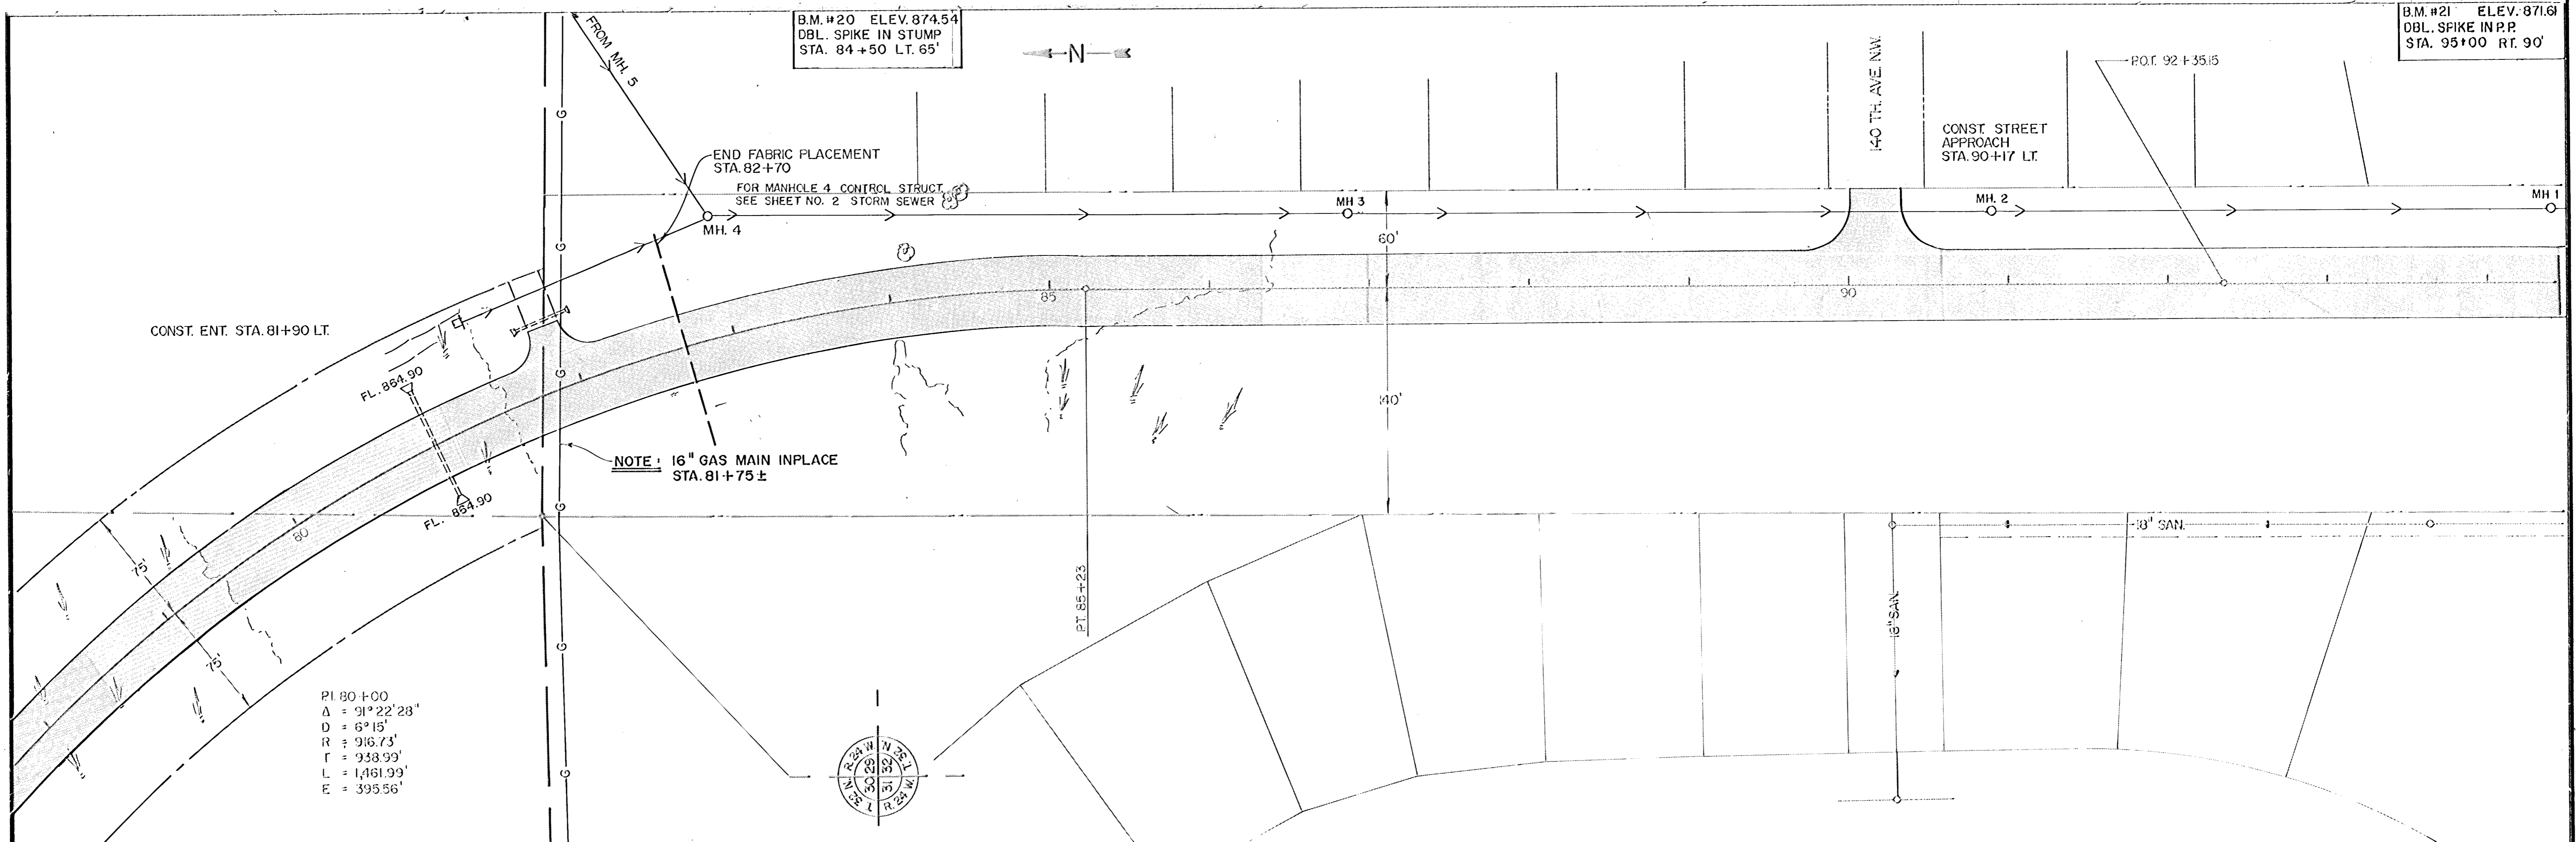 B.M. #20 ELEV. 874.54
DBL. SPIKE IN STUMP
STA. 84+50 LT. 65'
N
B.M. #21 ELEV. 871.61
DBL. SPIKE IN P.P.
STA. 95+00 RT. 90'
FROM MH. 5
140 TH. AVE. N.W.
P.O.T. 92+35.15
CONST. STREET
APPROACH
STA. 90+17 LT.
END FABRIC PLACEMENT
STA. 82+70
FOR MANHOLE 4 CONTROL STRUCT.
SEE SHEET NO. 2 STORM SEWER
MH. 4
MH 3
MH. 2
MH 1
60'
G
G
G
G
G
G
G
85
90
CONST. ENT. STA. 81+90 LT.
FL. 864.90
FL. 864.90
140'
NOTE: 16" GAS MAIN INPLACE
STA. 81+75±
80
75'
75'
P.T. 85+23
18" SAN.
18" SAN.
P.I. 80+00
Δ = 91°22'28"
D = 6°15'
R = 916.73'
T = 938.99'
L = 1,461.99'
E = 395.56'
R. 24 W. T. 32 N.
T. 32 N. R. 24 W.
30 29
31 32